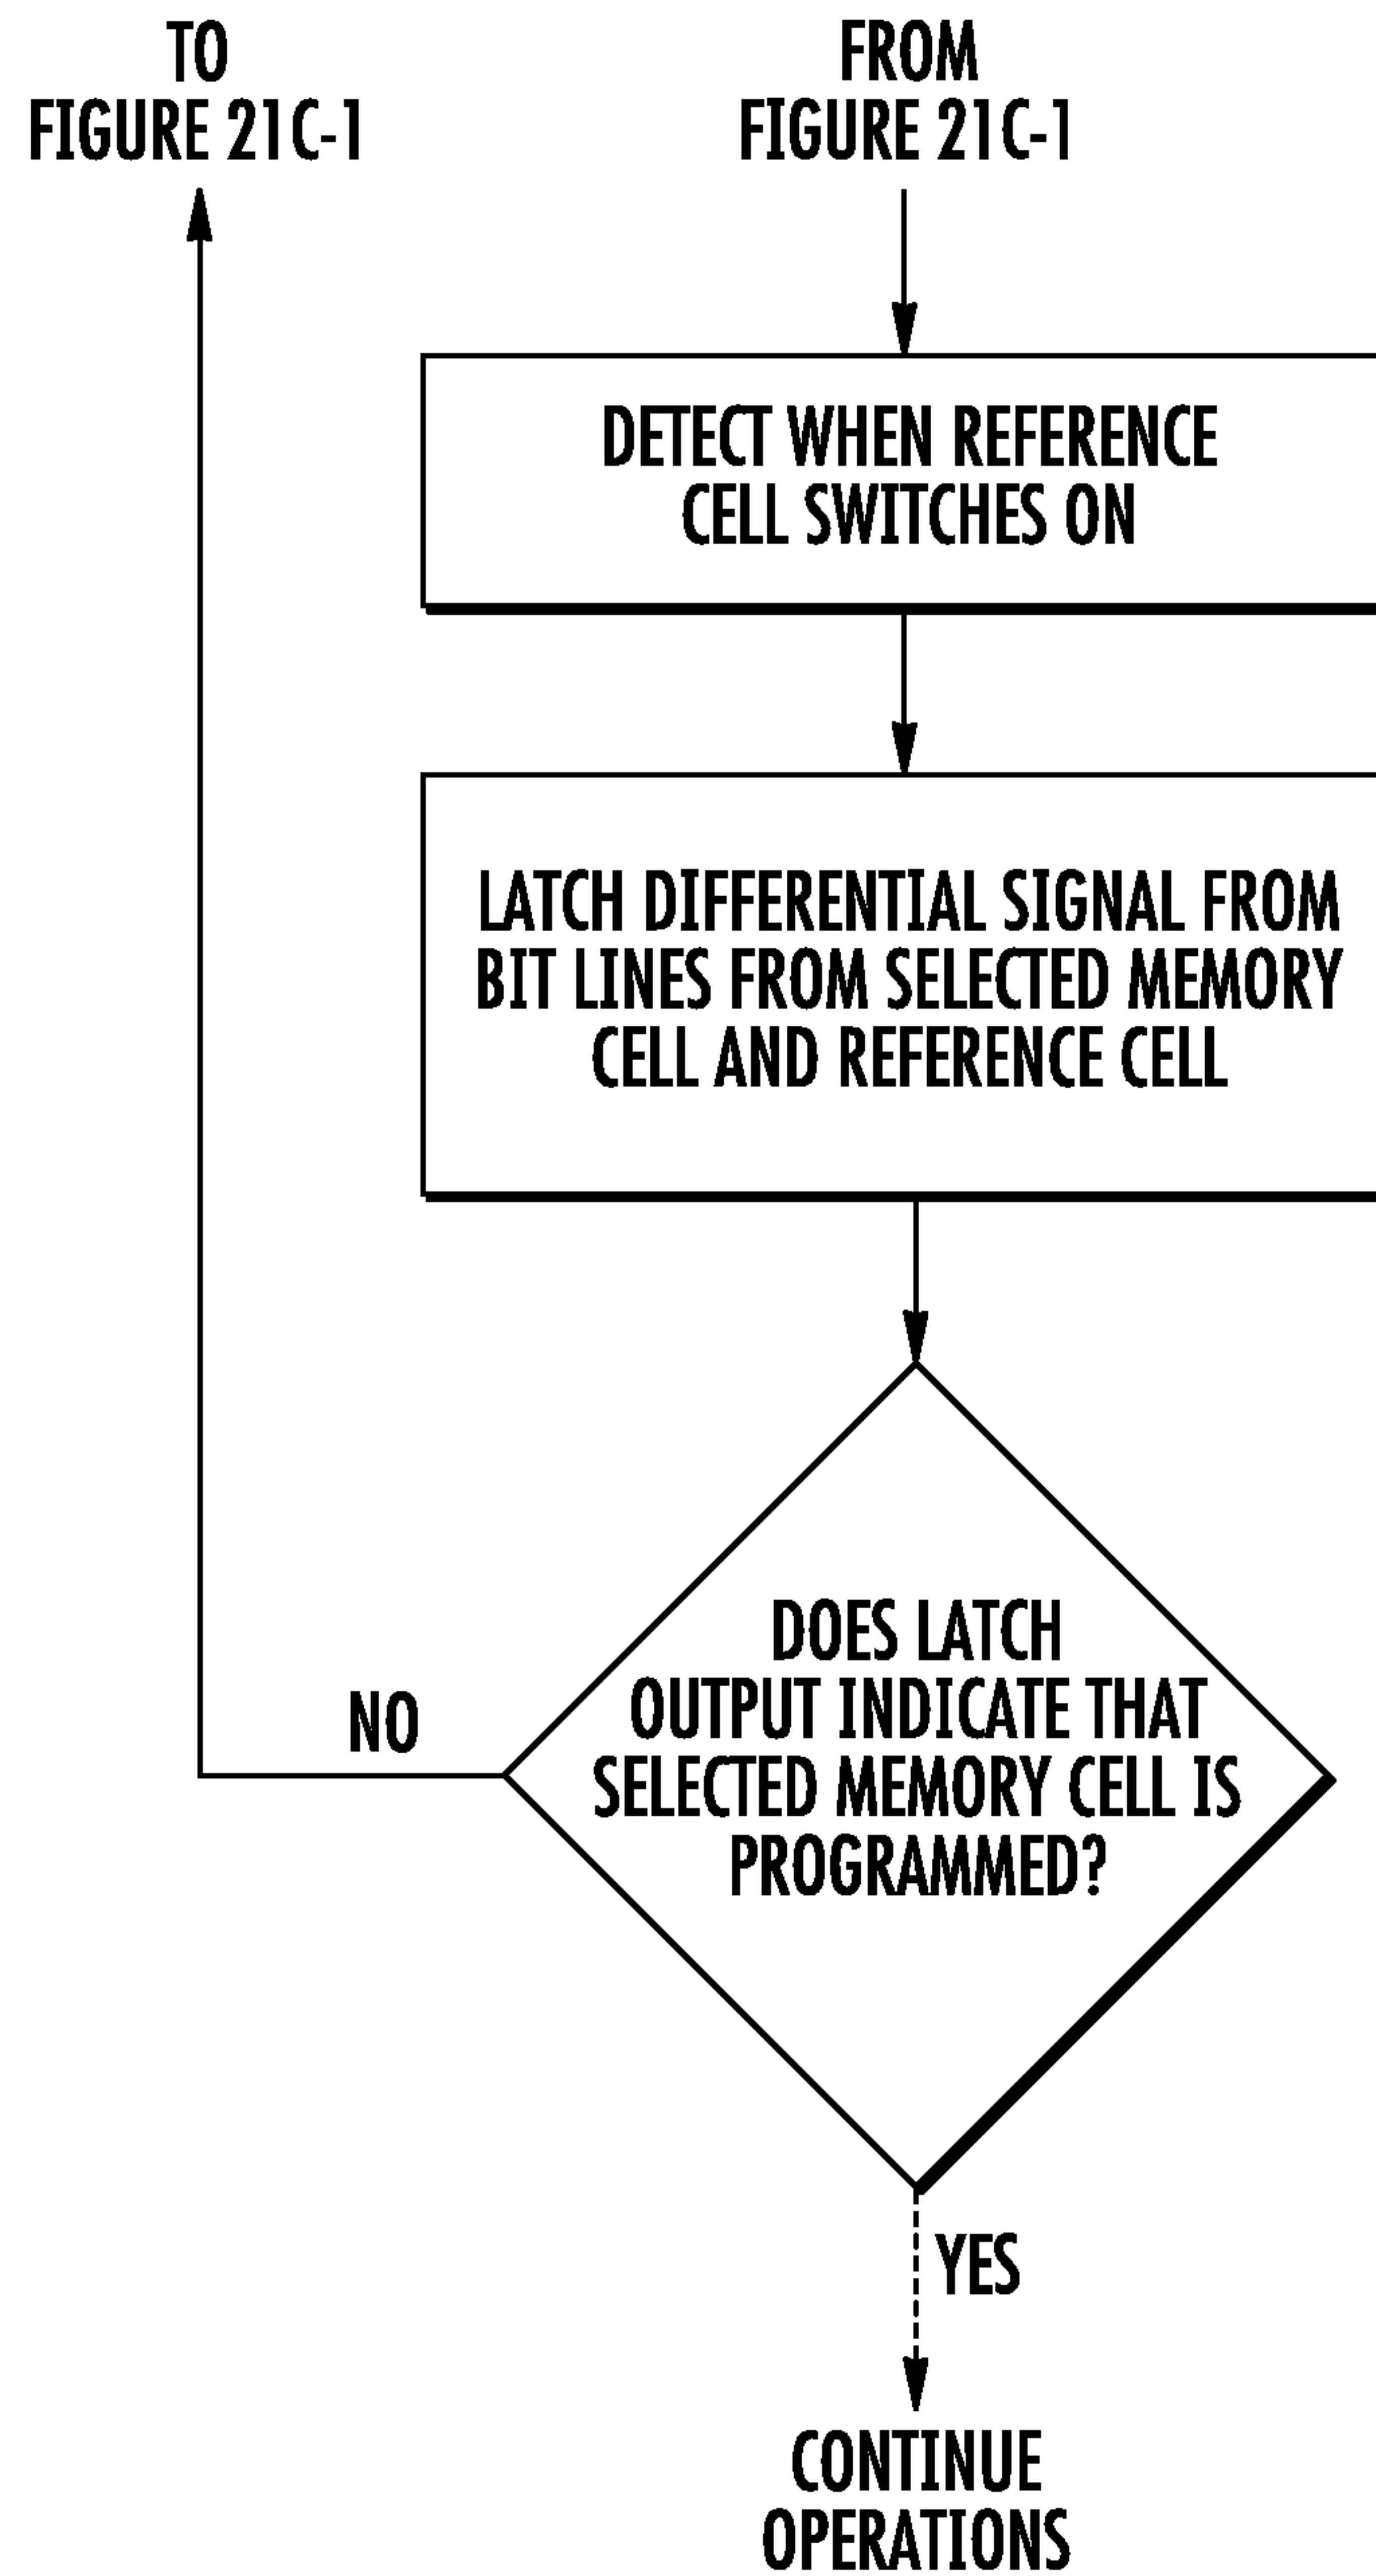 TO
FIGURE 21C-1
FROM
FIGURE 21C-1
DETECT WHEN REFERENCE
CELL SWITCHES ON
LATCH DIFFERENTIAL SIGNAL FROM
BIT LINES FROM SELECTED MEMORY
CELL AND REFERENCE CELL
DOES LATCH
OUTPUT INDICATE THAT
SELECTED MEMORY CELL IS
PROGRAMMED?
NO
YES
CONTINUE
OPERATIONS